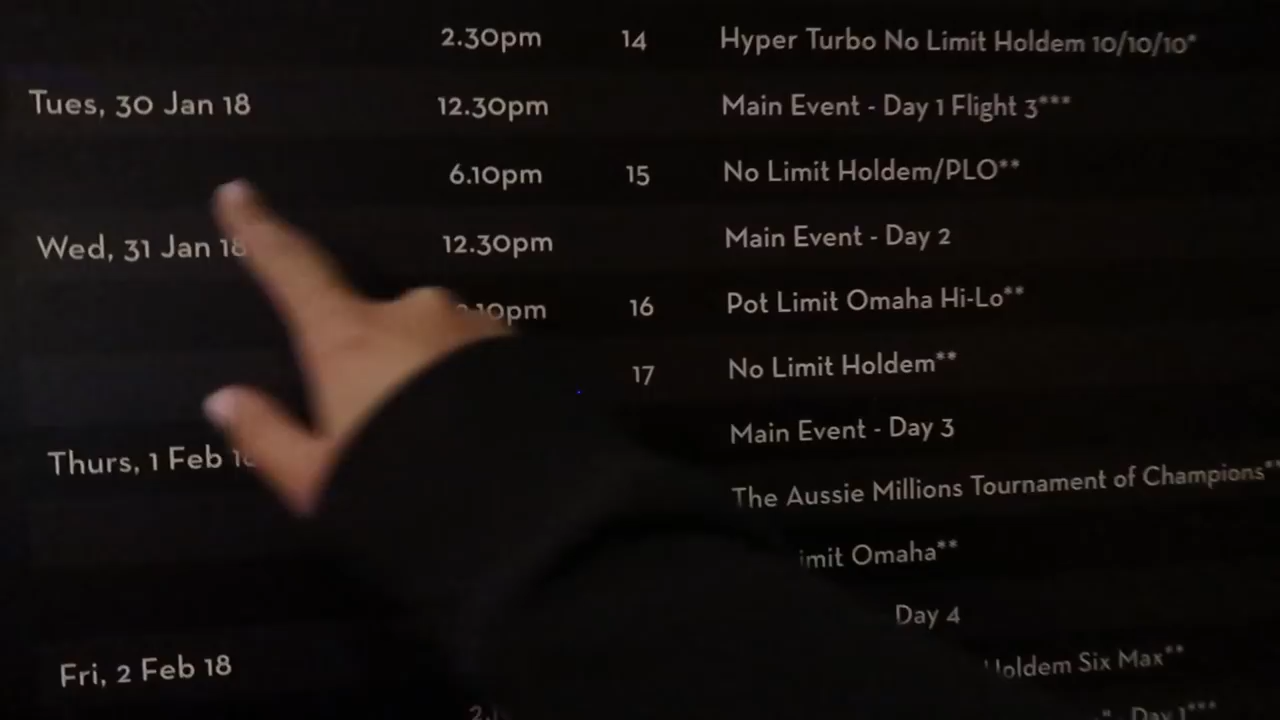 2.30pm 14 Hyper Turbo No Limit Holdem 10/10/10*
Tues, 30 Jan 18 12.30pm Main Event - Day 1 Flight 3***
6.10pm 15 No Limit Holdem/PLO**
Wed, 31 Jan 18 12.30pm Main Event - Day 2
16 Pot Limit Omaha Hi-Lo**
17 No Limit Holdem**
Thurs, 1 Feb Main Event - Day 3
The Aussie Millions Tournament of Champions**
Omaha**
Day 4
Fri, 2 Feb 18 Holdem Six Max**
Day 1***